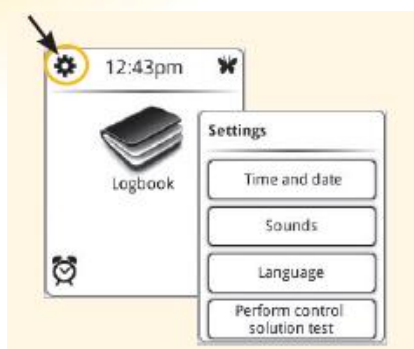 12:43pm
Logbook
Settings
Time and date
Sounds
Language
Perform control
solution test